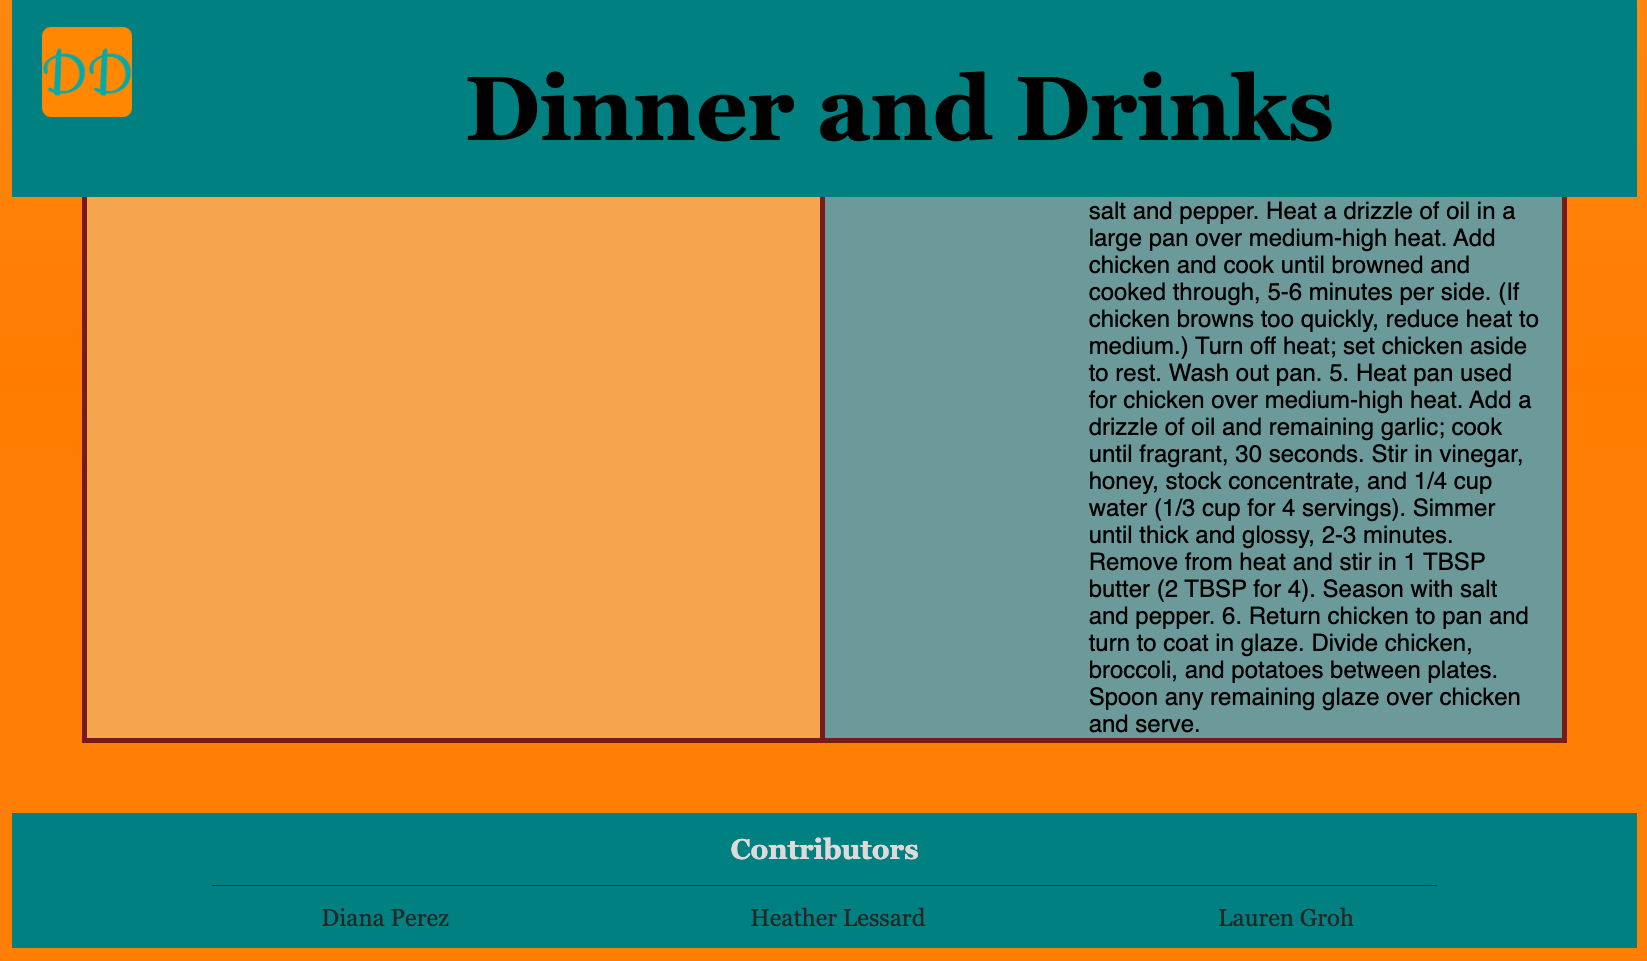 DD
Dinner and Drinks
salt and pepper. Heat a drizzle of oil in a
large pan over medium-high heat. Add
chicken and cook until browned and
cooked through, 5-6 minutes per side. (If
chicken browns too quickly, reduce heat to
medium.) Turn off heat; set chicken aside
to rest. Wash out pan. 5. Heat pan used
for chicken over medium-high heat. Add a
drizzle of oil and remaining garlic; cook
until fragrant, 30 seconds. Stir in vinegar,
honey, stock concentrate, and 1/4 cup
water (1/3 cup for 4 servings). Simmer
until thick and glossy, 2-3 minutes.
Remove from heat and stir in 1 TBSP
butter (2 TBSP for 4). Season with salt
and pepper. 6. Return chicken to pan and
turn to coat in glaze. Divide chicken,
broccoli, and potatoes between plates.
Spoon any remaining glaze over chicken
and serve.
Contributors
Diana Perez
Heather Lessard
Lauren Groh